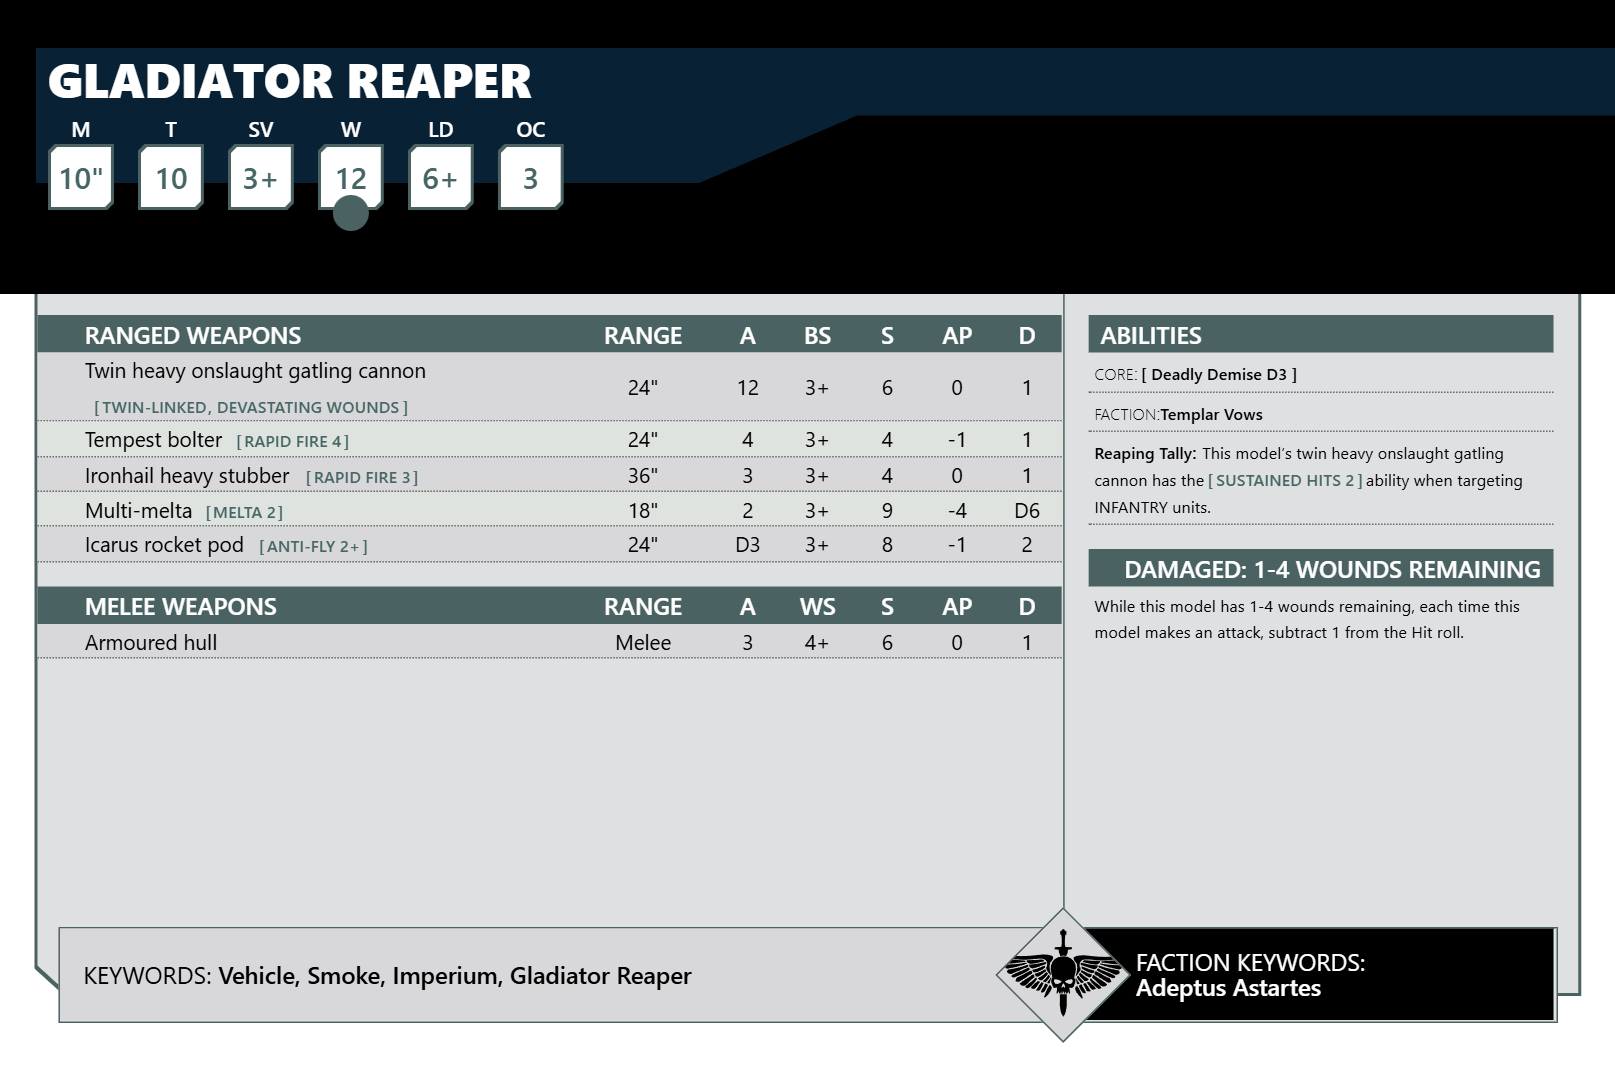 GLADIATOR REAPER
M T SV W LD OC
10" 10 3+ 12 6+ 3
RANGED WEAPONS RANGE A BS S AP D
Twin heavy onslaught gatling cannon
[TWIN-LINKED, DEVASTATING WOUNDS] 24" 12 3+ 6 0 1
Tempest bolter [RAPID FIRE 4] 24" 4 3+ 4 -1 1
Ironhail heavy stubber [RAPID FIRE 3] 36" 3 3+ 4 0 1
Multi-melta [MELTA 2] 18" 2 3+ 9 -4 D6
Icarus rocket pod [ANTI-FLY 2+] 24" D3 3+ 8 -1 2
MELEE WEAPONS RANGE A WS S AP D
Armoured hull Melee 3 4+ 6 0 1
ABILITIES
CORE: [ Deadly Demise D3 ]
FACTION:Templar Vows
Reaping Tally: This model’s twin heavy onslaught gatling
cannon has the [SUSTAINED HITS 2] ability when targeting
INFANTRY units.
DAMAGED: 1-4 WOUNDS REMAINING
While this model has 1-4 wounds remaining, each time this
model makes an attack, subtract 1 from the Hit roll.
KEYWORDS: Vehicle, Smoke, Imperium, Gladiator Reaper
FACTION KEYWORDS:
Adeptus Astartes